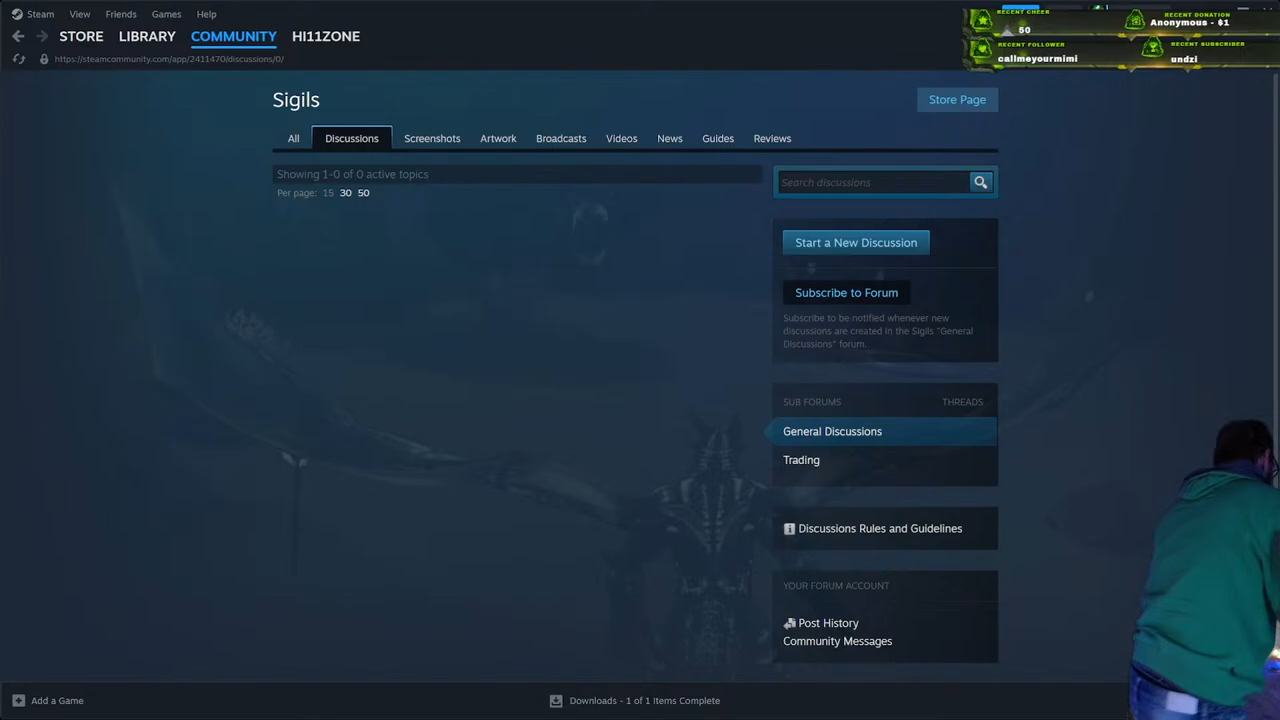 Steam View Friends Games Help
STORE LIBRARY COMMUNITY HI11ZONE
https://steamcommunity.com/app/2411470/discussions/0/
RECENT CHEER
50
RECENT DONATION
Anonymous - $1
RECENT FOLLOWER
callmeyourmimi
RECENT SUBSCRIBER
undzi
Sigils
Store Page
All Discussions Screenshots Artwork Broadcasts Videos News Guides Reviews
Showing 1-0 of 0 active topics
Per page: 15 30 50
Search discussions
Start a New Discussion
Subscribe to Forum
Subscribe to be notified whenever new
discussions are created in the Sigils "General
Discussions" forum.
SUB FORUMS THREADS
General Discussions
Trading
Discussions Rules and Guidelines
YOUR FORUM ACCOUNT
Post History
Community Messages
Add a Game
Downloads - 1 of 1 Items Complete